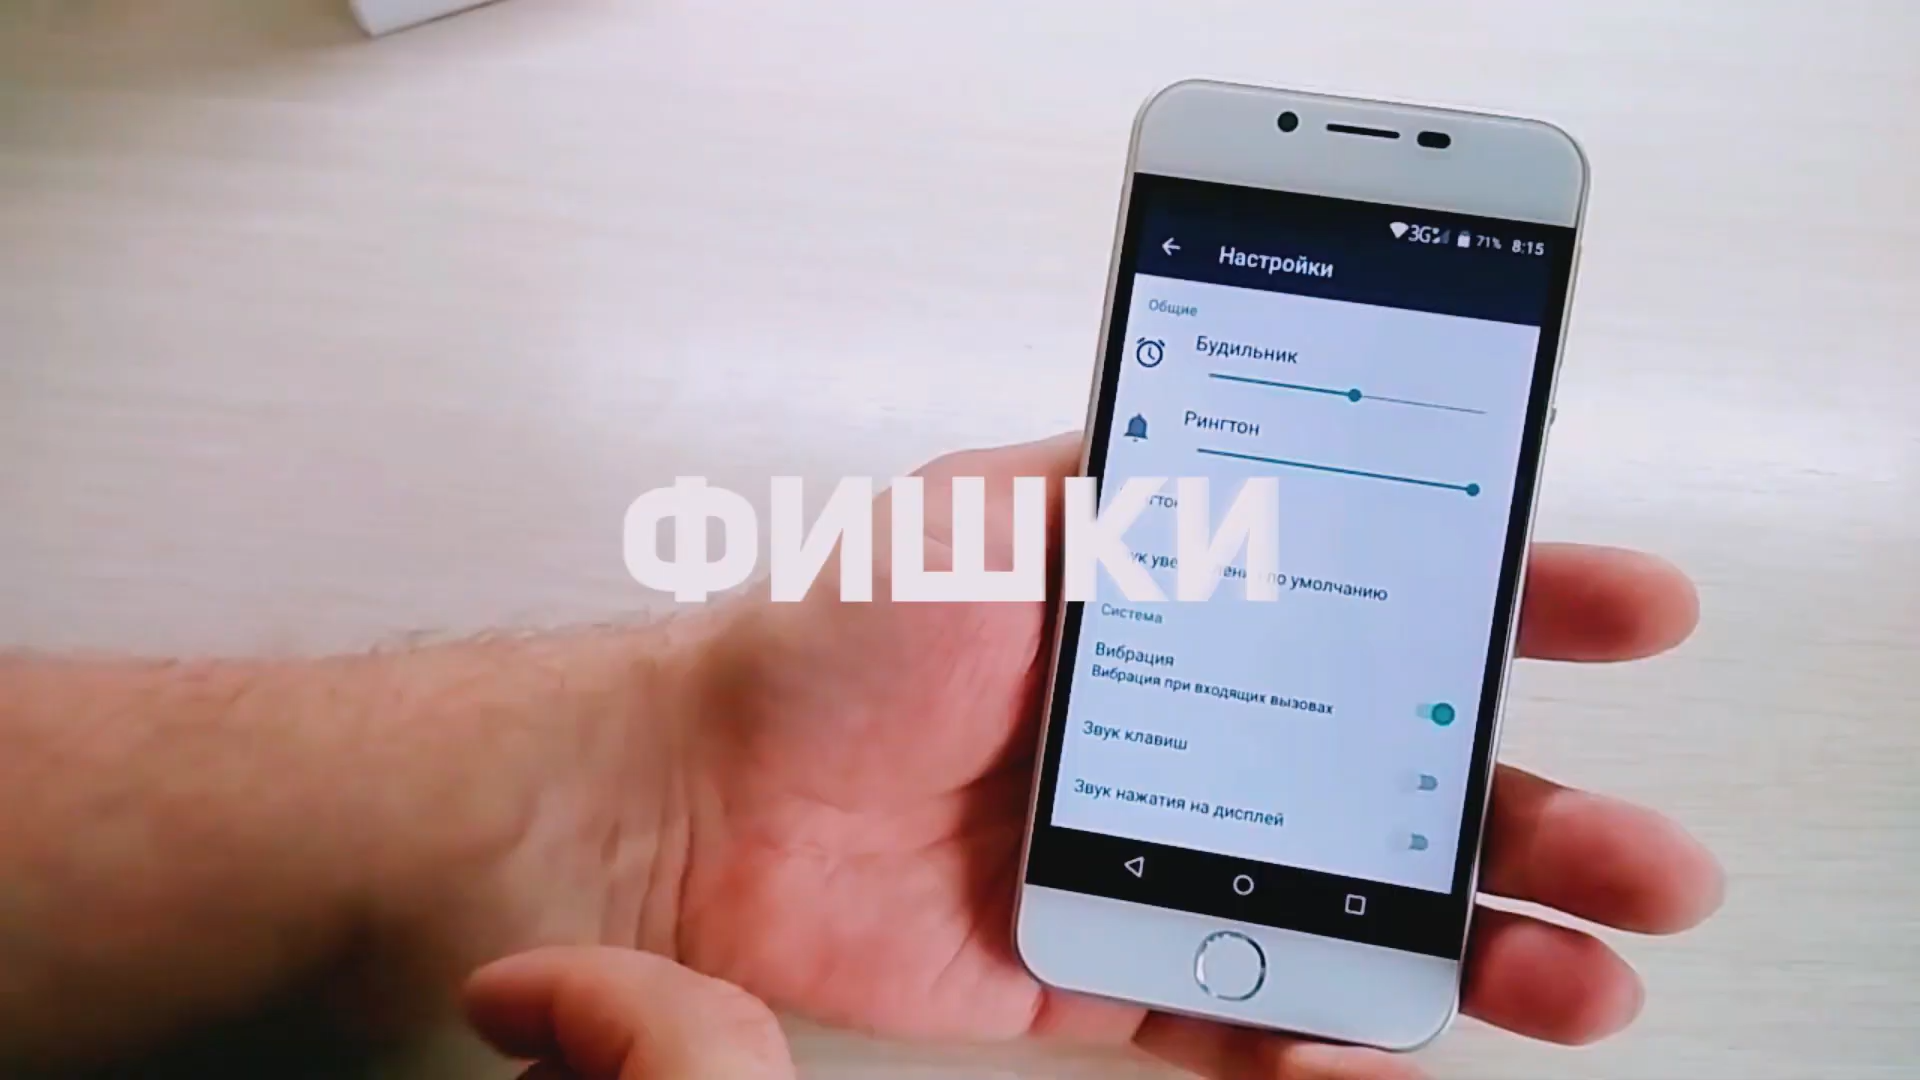 3G 71% 8:15
Настройки
Общие
Будильник
Рингтон
ФИШКИ
по умолчанию
Система
Вибрация
Вибрация при входящих вызовах
Звук клавиш
Звук нажатия на дисплей